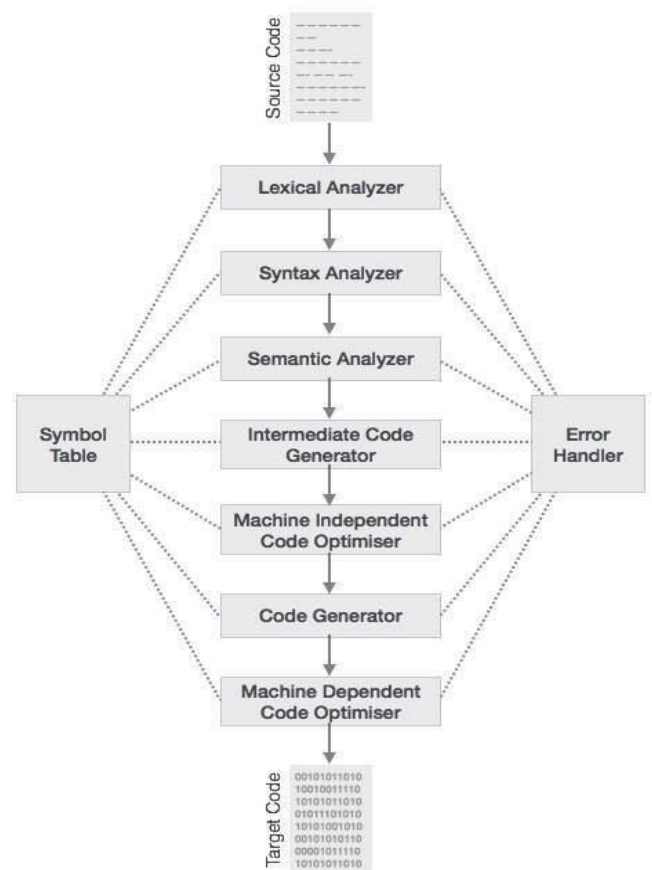 Source Code
Lexical Analyzer
Syntax Analyzer
Semantic Analyzer
Symbol
Table
Intermediate Code
Generator
Error
Handler
Machine Independent
Code Optimiser
Code Generator
Machine Dependent
Code Optimiser
Target Code
00101011010
10010011110
10101011010
01011101010
10101001010
00101010110
00001011110
10101011010